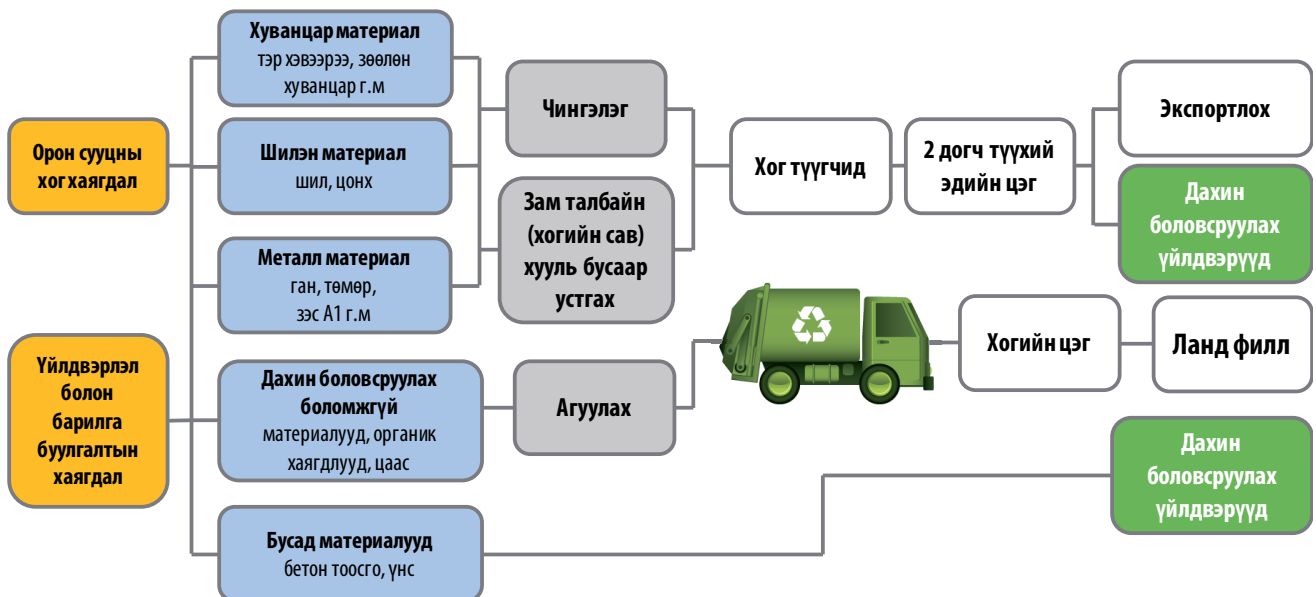 Орон сууцны
хог хаягдал
Үйлдвэрлэл
болон
барилга
буулгалтын
хаягдал
Хуванцар материал
тэр хэвээрээ, зөөлөн
хуванцар г.м
Шилэн материал
шил, цонх
Металл материал
ган, төмөр,
зэс А1 г.м
Дахин боловсруулах
боломжгүй
материалууд, органик
хаягдлууд, цаас
Бусад материалууд
бетон тоосго, үнс
Чингэлэг
Зам талбайн
(хогийн сав)
хууль бусаар
устгах
Агуулах
Хог түүгчид
2 догч түүхий
эдийн цэг
Экспортлох
Дахин
боловсруулах
үйлдвэрүүд
Хогийн цэг
Ланд филл
Дахин
боловсруулах
үйлдвэрүүд